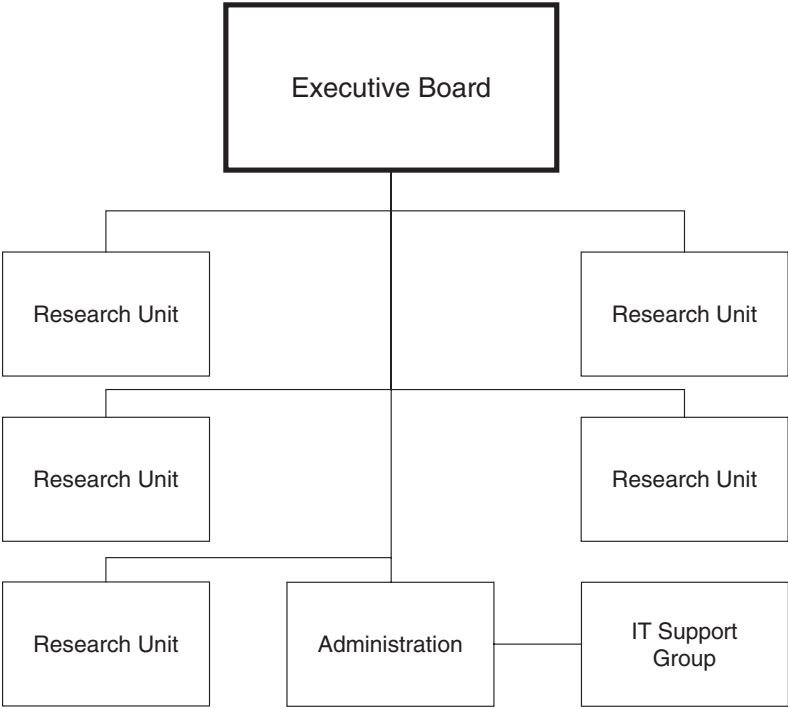 Executive Board
Research Unit
Research Unit
Research Unit
Research Unit
Research Unit
Administration
IT Support
Group